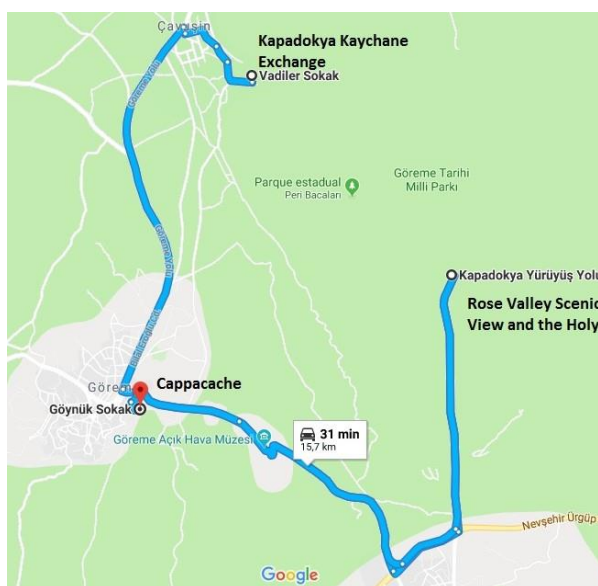 Çavuşin
Kapadokya Kaychane
Exchange
Vadiler Sokak
Göreme Yolu
Parque estadual
Peri Bacaları
Göreme Tarihi
Milli Parkı
Kapadokya Yürüyüş Yolu
Rose Valley Scenic
View and the Holy
Göreme Yolu
Cappacache
Görem
Göynük Sokak
Göreme Açık Hava Müzesi
31 min
15,7 km
Nevşehir Ürgüp
Google